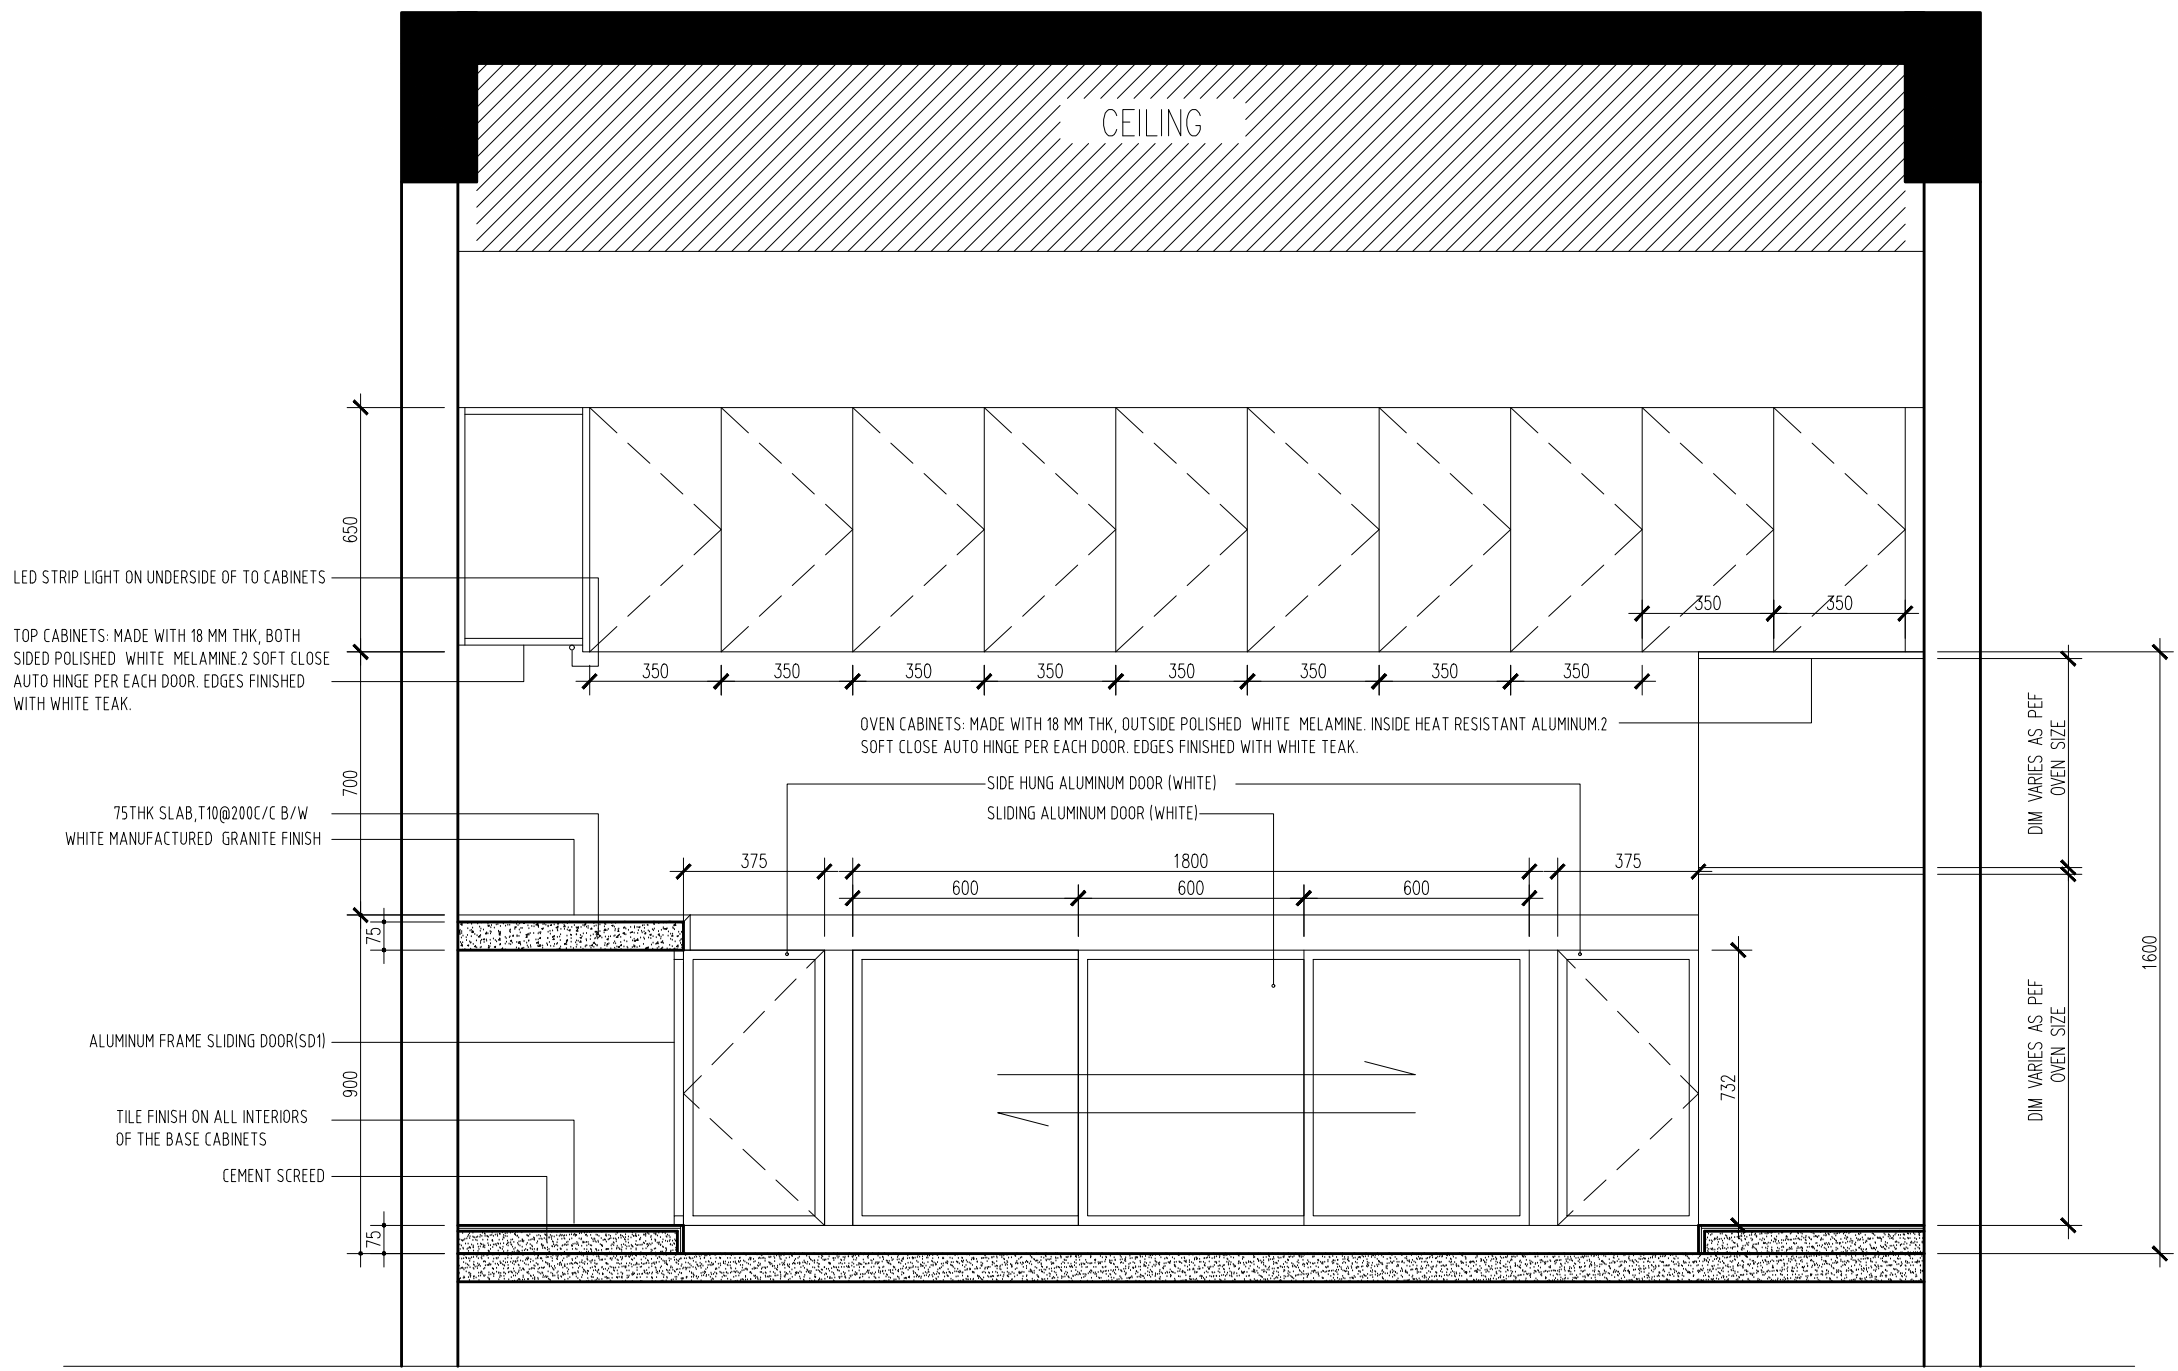 CEILING
650
LED STRIP LIGHT ON UNDERSIDE OF TO CABINETS
TOP CABINETS: MADE WITH 18 MM THK, BOTH
SIDED POLISHED WHITE MELAMINE.2 SOFT CLOSE
AUTO HINGE PER EACH DOOR. EDGES FINISHED
WITH WHITE TEAK.
350 350
350 350 350 350 350 350 350 350
OVEN CABINETS: MADE WITH 18 MM THK, OUTSIDE POLISHED WHITE MELAMINE. INSIDE HEAT RESISTANT ALUMINUM.2
SOFT CLOSE AUTO HINGE PER EACH DOOR. EDGES FINISHED WITH WHITE TEAK.
DIM VARIES AS PEF
OVEN SIZE
700
SIDE HUNG ALUMINUM DOOR (WHITE)
SLIDING ALUMINUM DOOR (WHITE)
75THK SLAB,T10@200C/C B/W
WHITE MANUFACTURED GRANITE FINISH
375 1800 375
600 600 600
75
1600
ALUMINUM FRAME SLIDING DOOR(SD1)
900
732
DIM VARIES AS PEF
OVEN SIZE
TILE FINISH ON ALL INTERIORS
OF THE BASE CABINETS
CEMENT SCREED
75